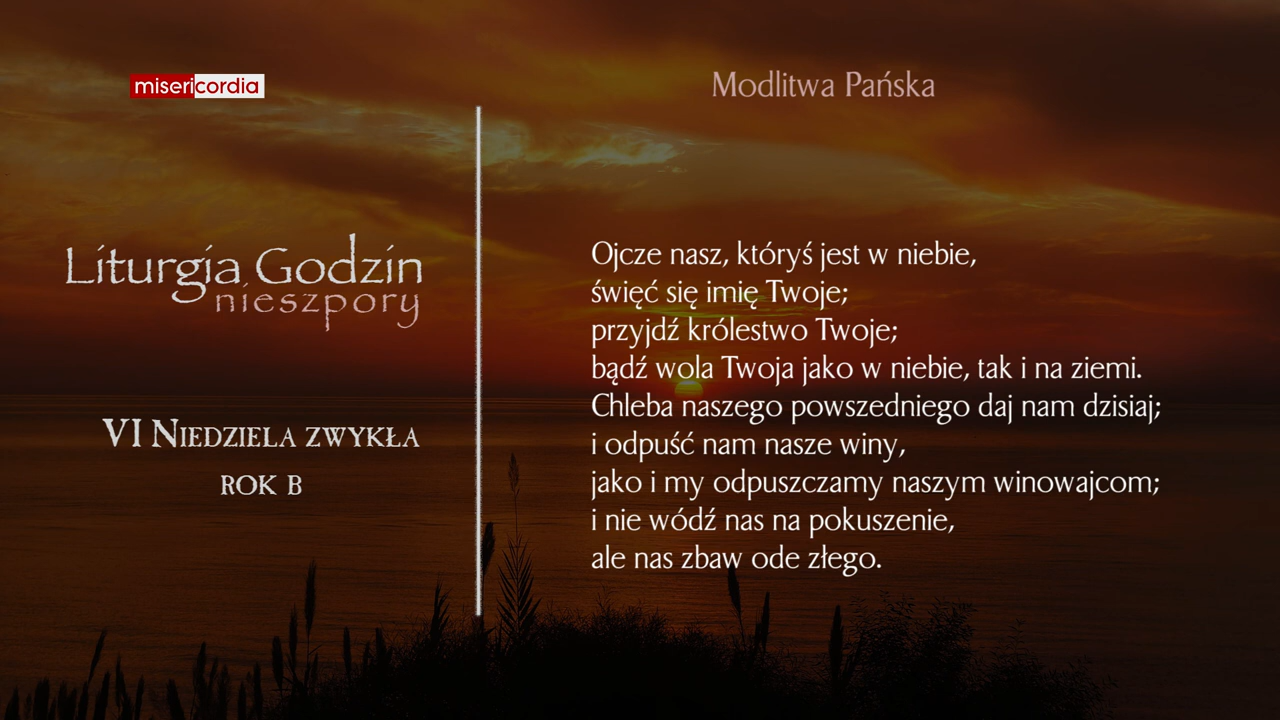 misericordia
Liturgia Godzin
nieszpory
VI Niedziela zwykła
rok B
Modlitwa Pańska
Ojcze nasz, któryś jest w niebie,
święć się imię Twoje;
przyjdź królestwo Twoje;
bądź wola Twoja jako w niebie, tak i na ziemi.
Chleba naszego powszedniego daj nam dzisiaj;
i odpuść nam nasze winy,
jako i my odpuszczamy naszym winowajcom;
i nie wódź nas na pokuszenie,
ale nas zbaw ode złego.